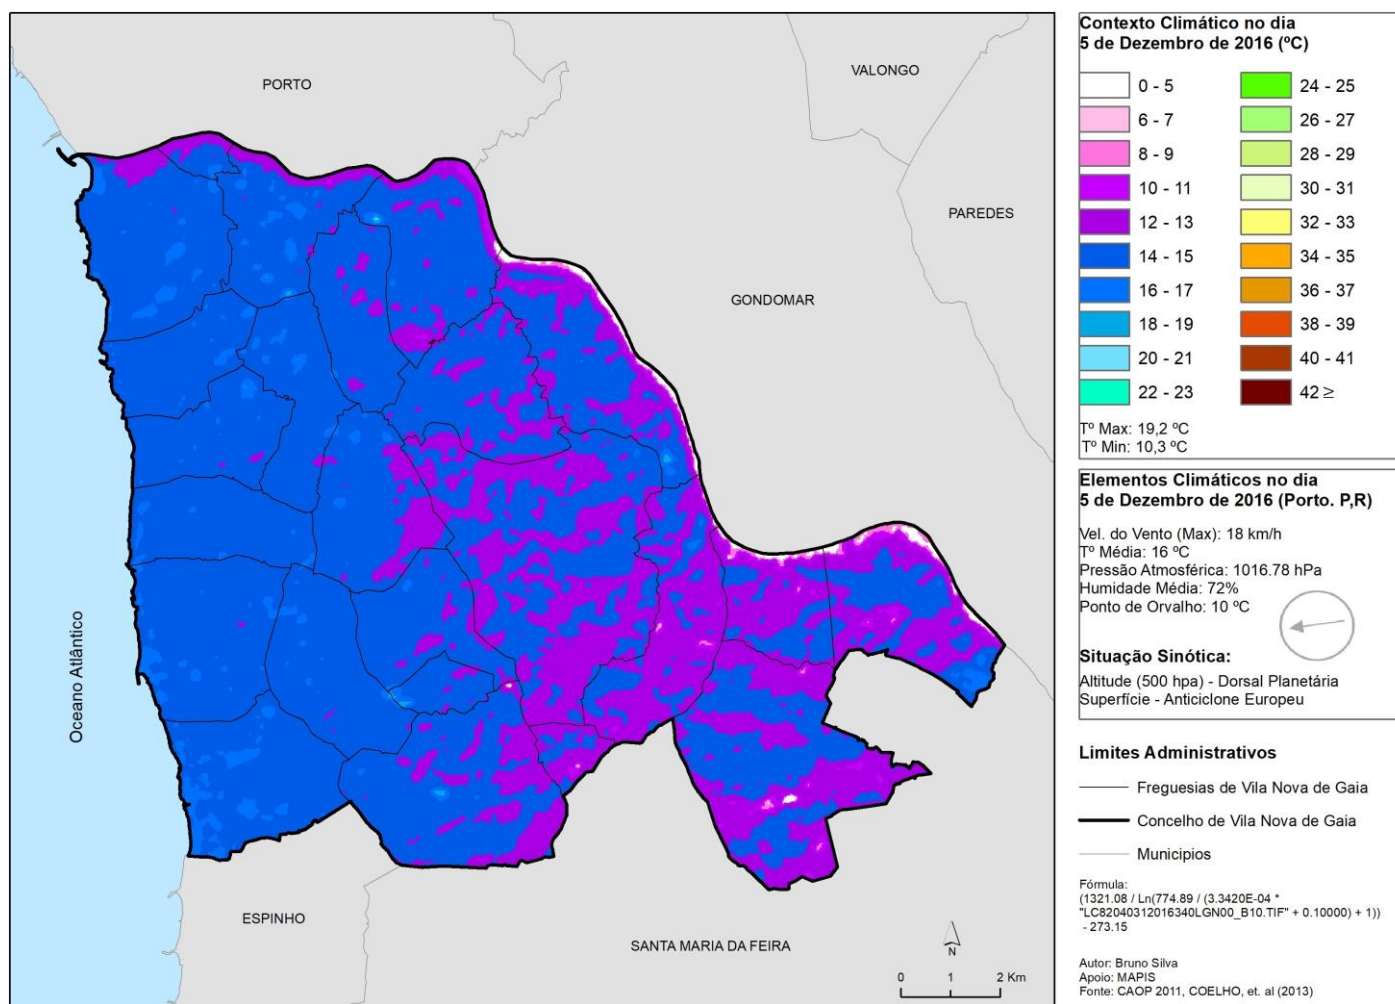 PORTO
VALONGO
PAREDES
GONDOMAR
Oceano Atlântico
ESPINHO
SANTA MARIA DA FEIRA
N
0 1 2 Km
Contexto Climático no dia
5 de Dezembro de 2016 (ºC)
0 - 5
6 - 7
8 - 9
10 - 11
12 - 13
14 - 15
16 - 17
18 - 19
20 - 21
22 - 23
24 - 25
26 - 27
28 - 29
30 - 31
32 - 33
34 - 35
36 - 37
38 - 39
40 - 41
42 ≥
Tº Max: 19,2 ºC
Tº Min: 10,3 ºC
Elementos Climáticos no dia
5 de Dezembro de 2016 (Porto. P,R)
Vel. do Vento (Max): 18 km/h
Tº Média: 16 ºC
Pressão Atmosférica: 1016.78 hPa
Humidade Média: 72%
Ponto de Orvalho: 10 ºC
Situação Sinótica:
Altitude (500 hpa) - Dorsal Planetária
Superfície - Anticiclone Europeu
Limites Administrativos
Freguesias de Vila Nova de Gaia
Concelho de Vila Nova de Gaia
Municipios
Fórmula:
(1321.08 / Ln(774.89 / (3.3420E-04 *
"LC82040312016340LGN00_B10.TIF" + 0.10000) + 1))
- 273.15
Autor: Bruno Silva
Apoio: MAPIS
Fonte: CAOP 2011, COELHO, et. al (2013)